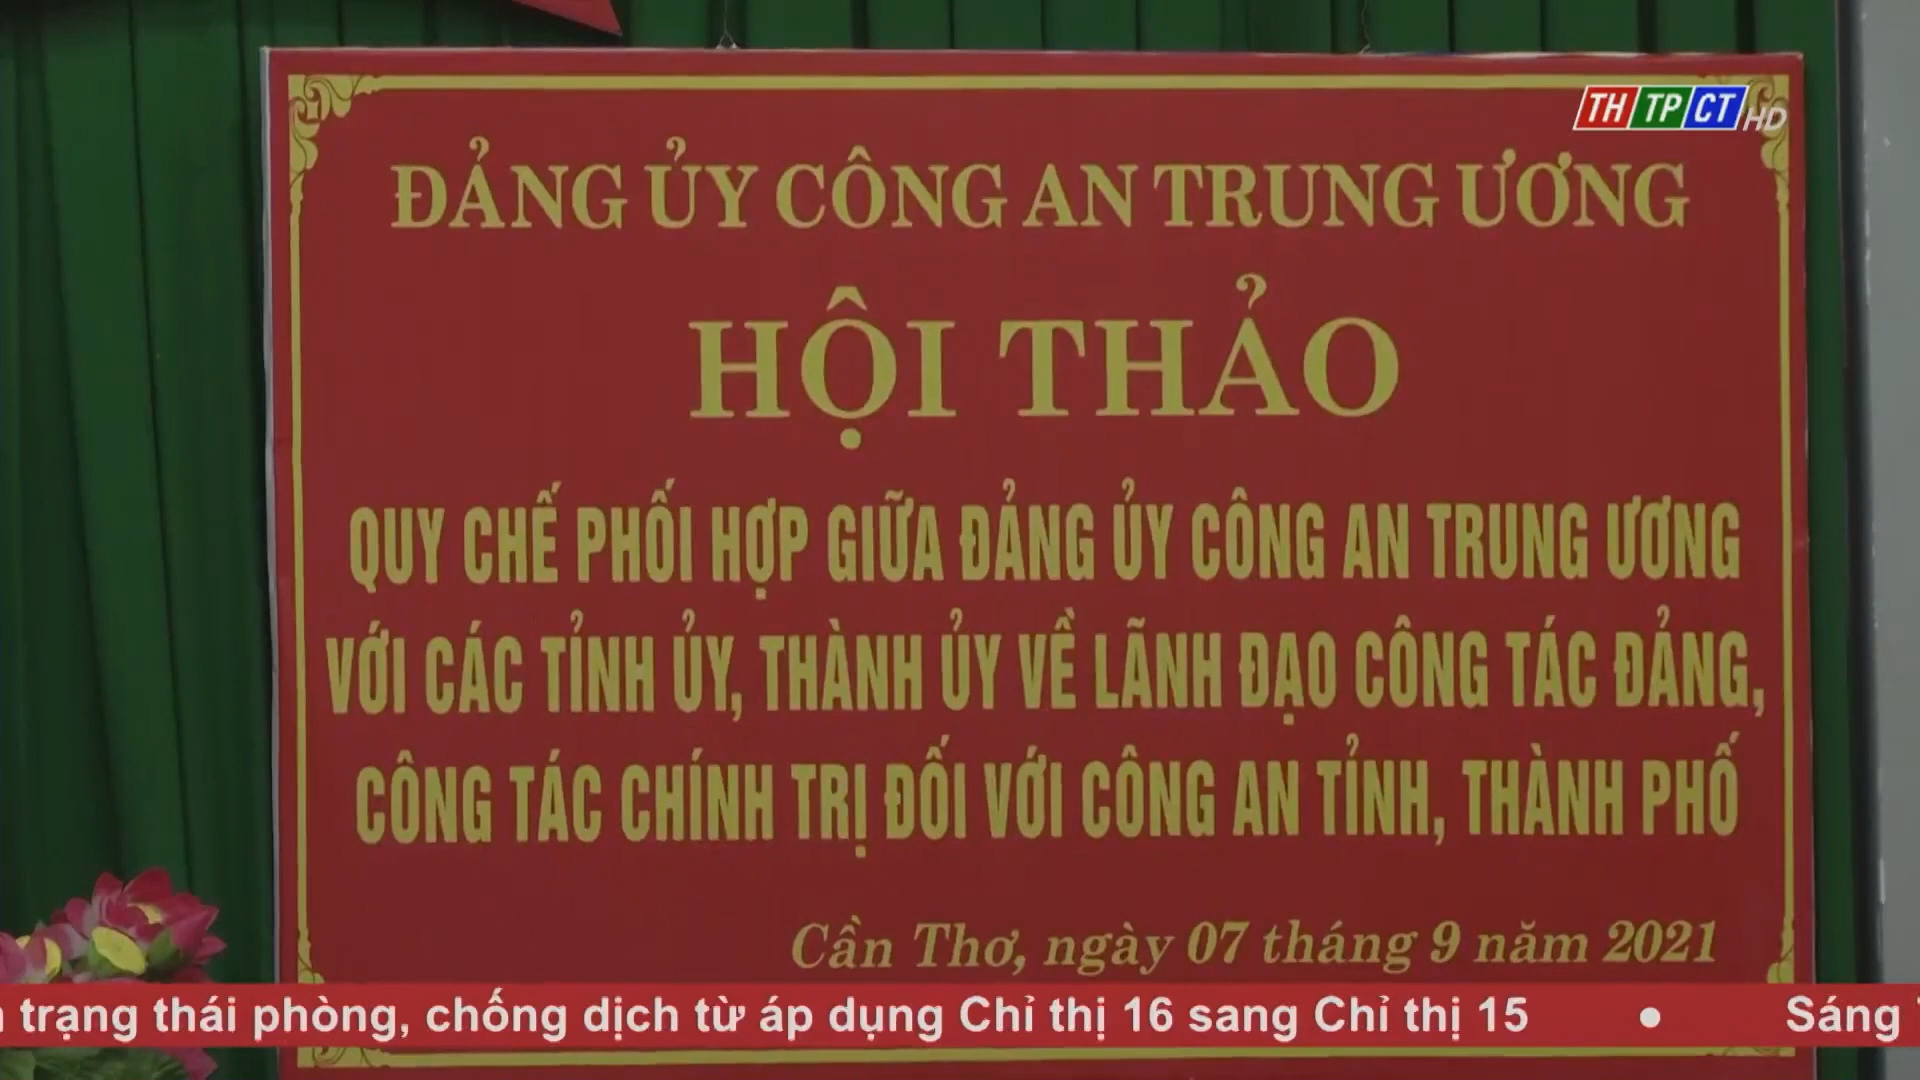 TH TP CT HD
ĐẢNG ỦY CÔNG AN TRUNG ƯƠNG
HỘI THẢO
QUY CHẾ PHỐI HỢP GIỮA ĐẢNG ỦY CÔNG AN TRUNG ƯƠNG
VỚI CÁC TỈNH ỦY, THÀNH ỦY VỀ LÃNH ĐẠO CÔNG TÁC ĐẢNG,
CÔNG TÁC CHÍNH TRỊ ĐỐI VỚI CÔNG AN TỈNH, THÀNH PHỐ
Cần Thơ, ngày 07 tháng 9 năm 2021
trạng thái phòng, chống dịch từ áp dụng Chỉ thị 16 sang Chỉ thị 15 • Sáng